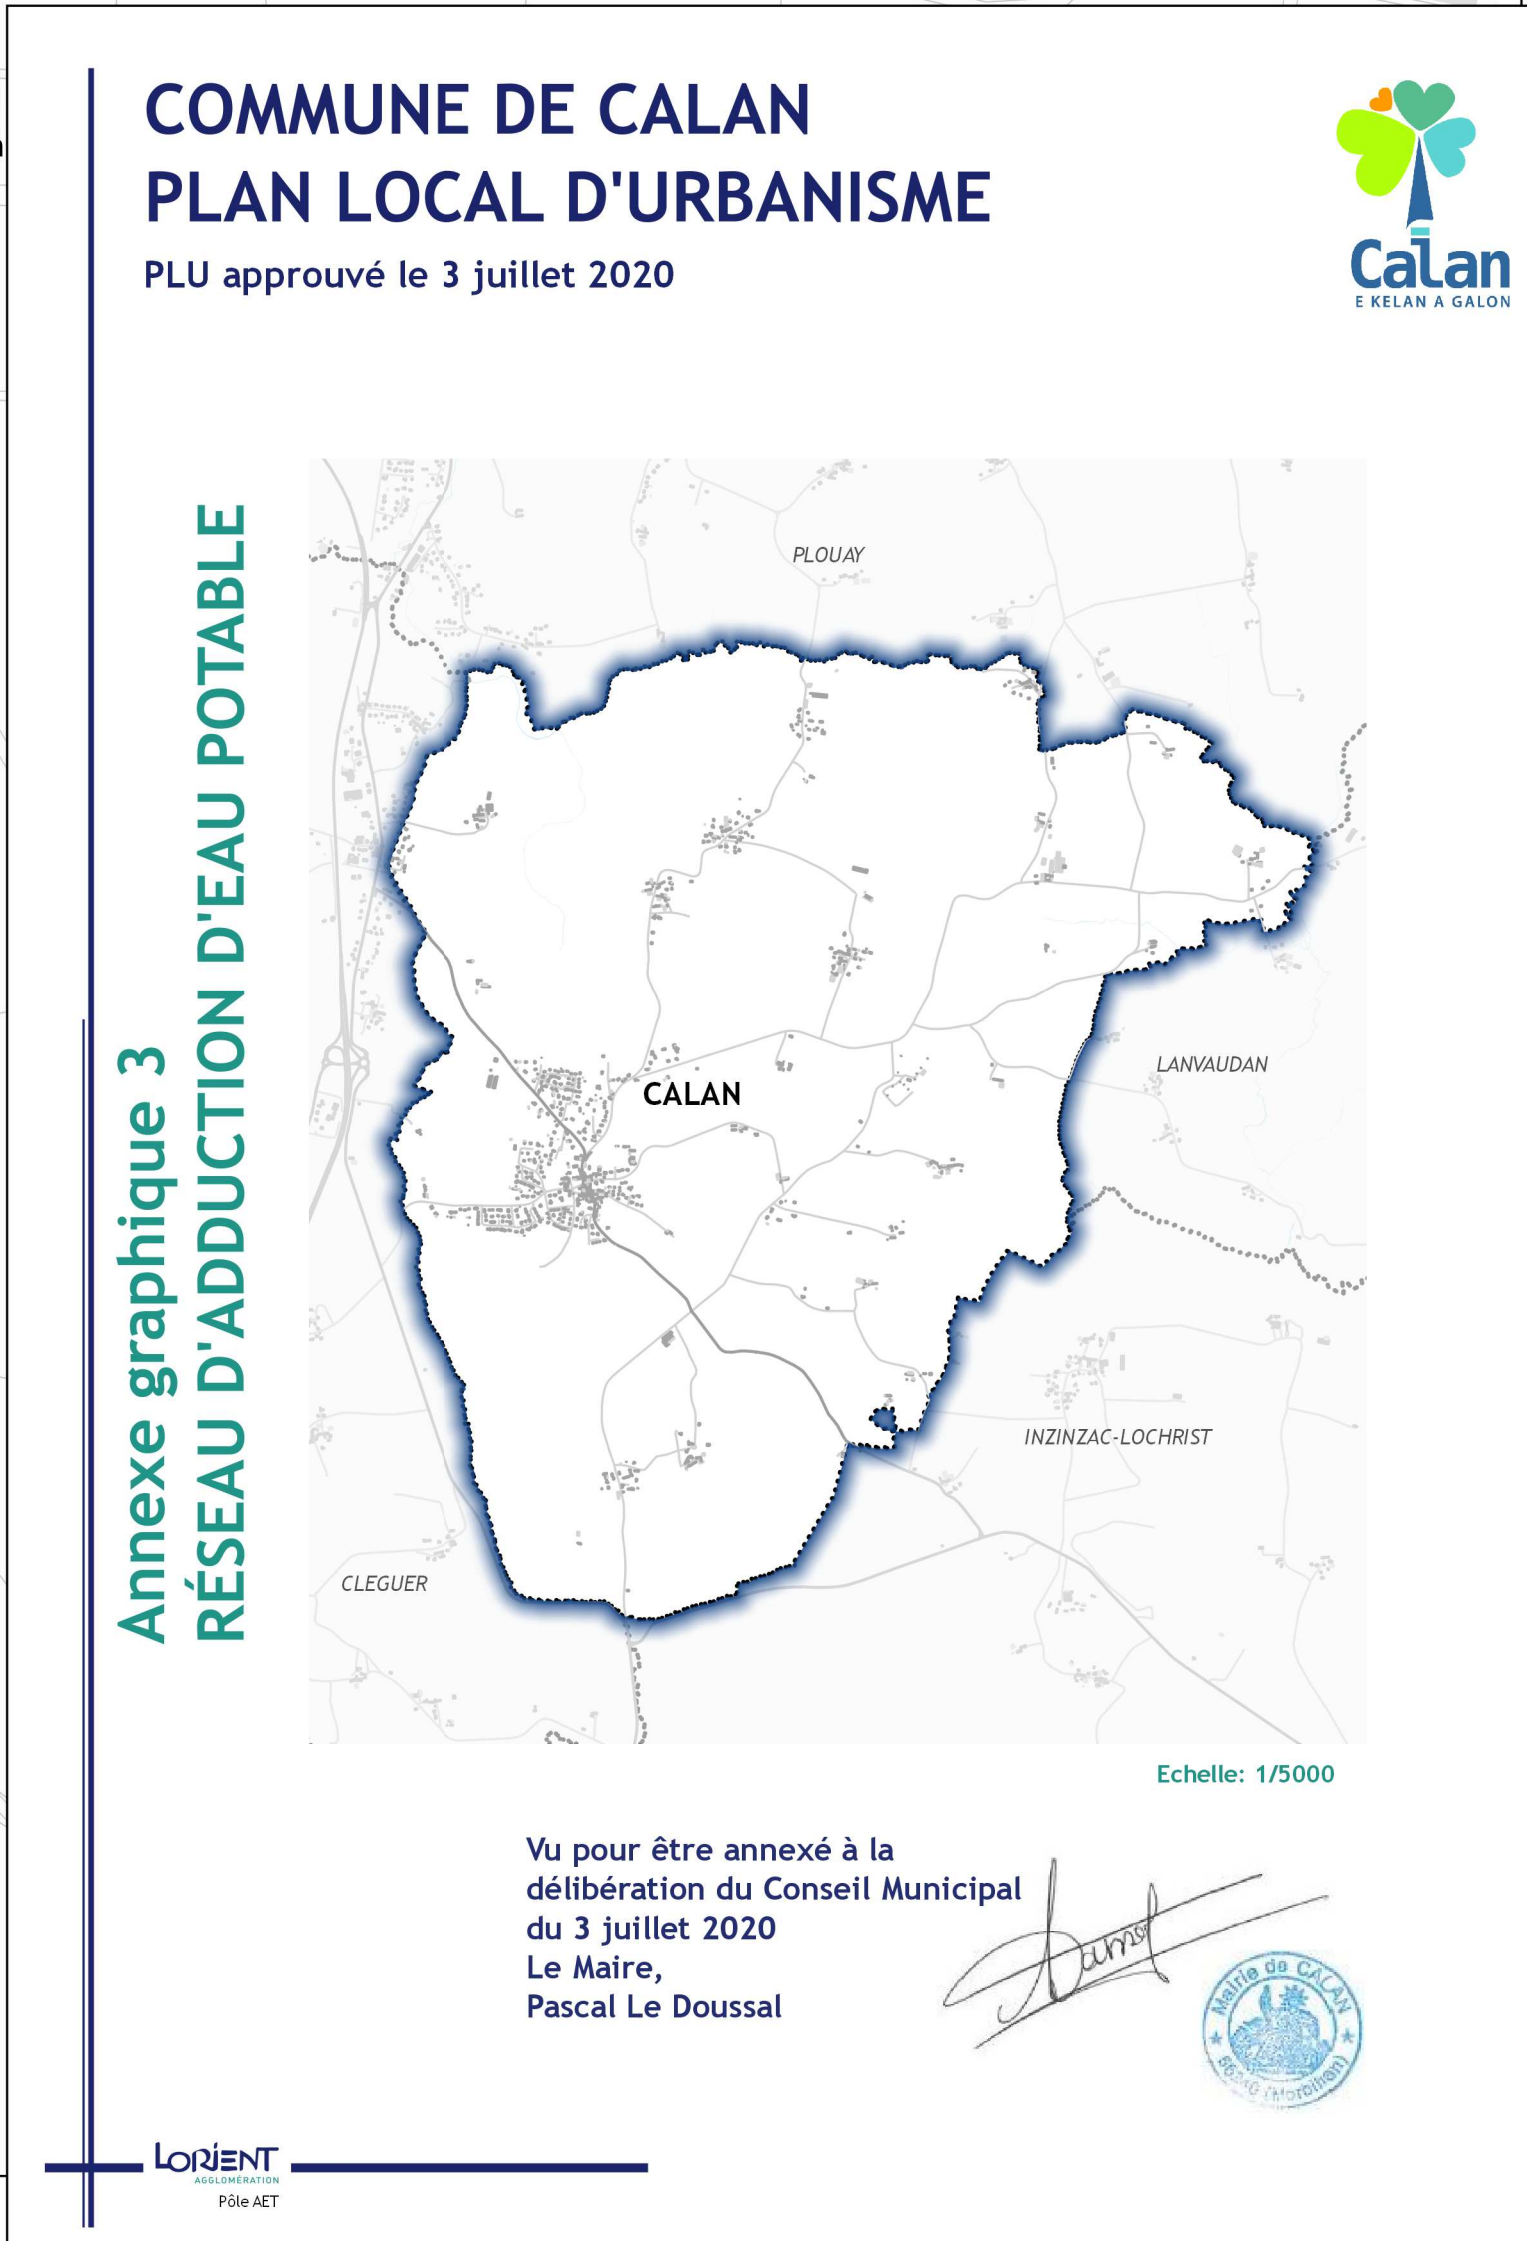 COMMUNE DE CALAN
PLAN LOCAL D'URBANISME
PLU approuvé le 3 juillet 2020
Calan
E KELAN A GALON
Annexe graphique 3
RÉSEAU D'ADDUCTION D'EAU POTABLE
PLOUAY
CALAN
LANVAUDAN
INZINZAC-LOCHRIST
CLEGUER
Echelle: 1/5000
Vu pour être annexé à la
délibération du Conseil Municipal
du 3 juillet 2020
Le Maire,
Pascal Le Doussal
Mairie de CALAN
56240 (Morbihan)
LORIENT
AGGLOMÉRATION
Pôle AET